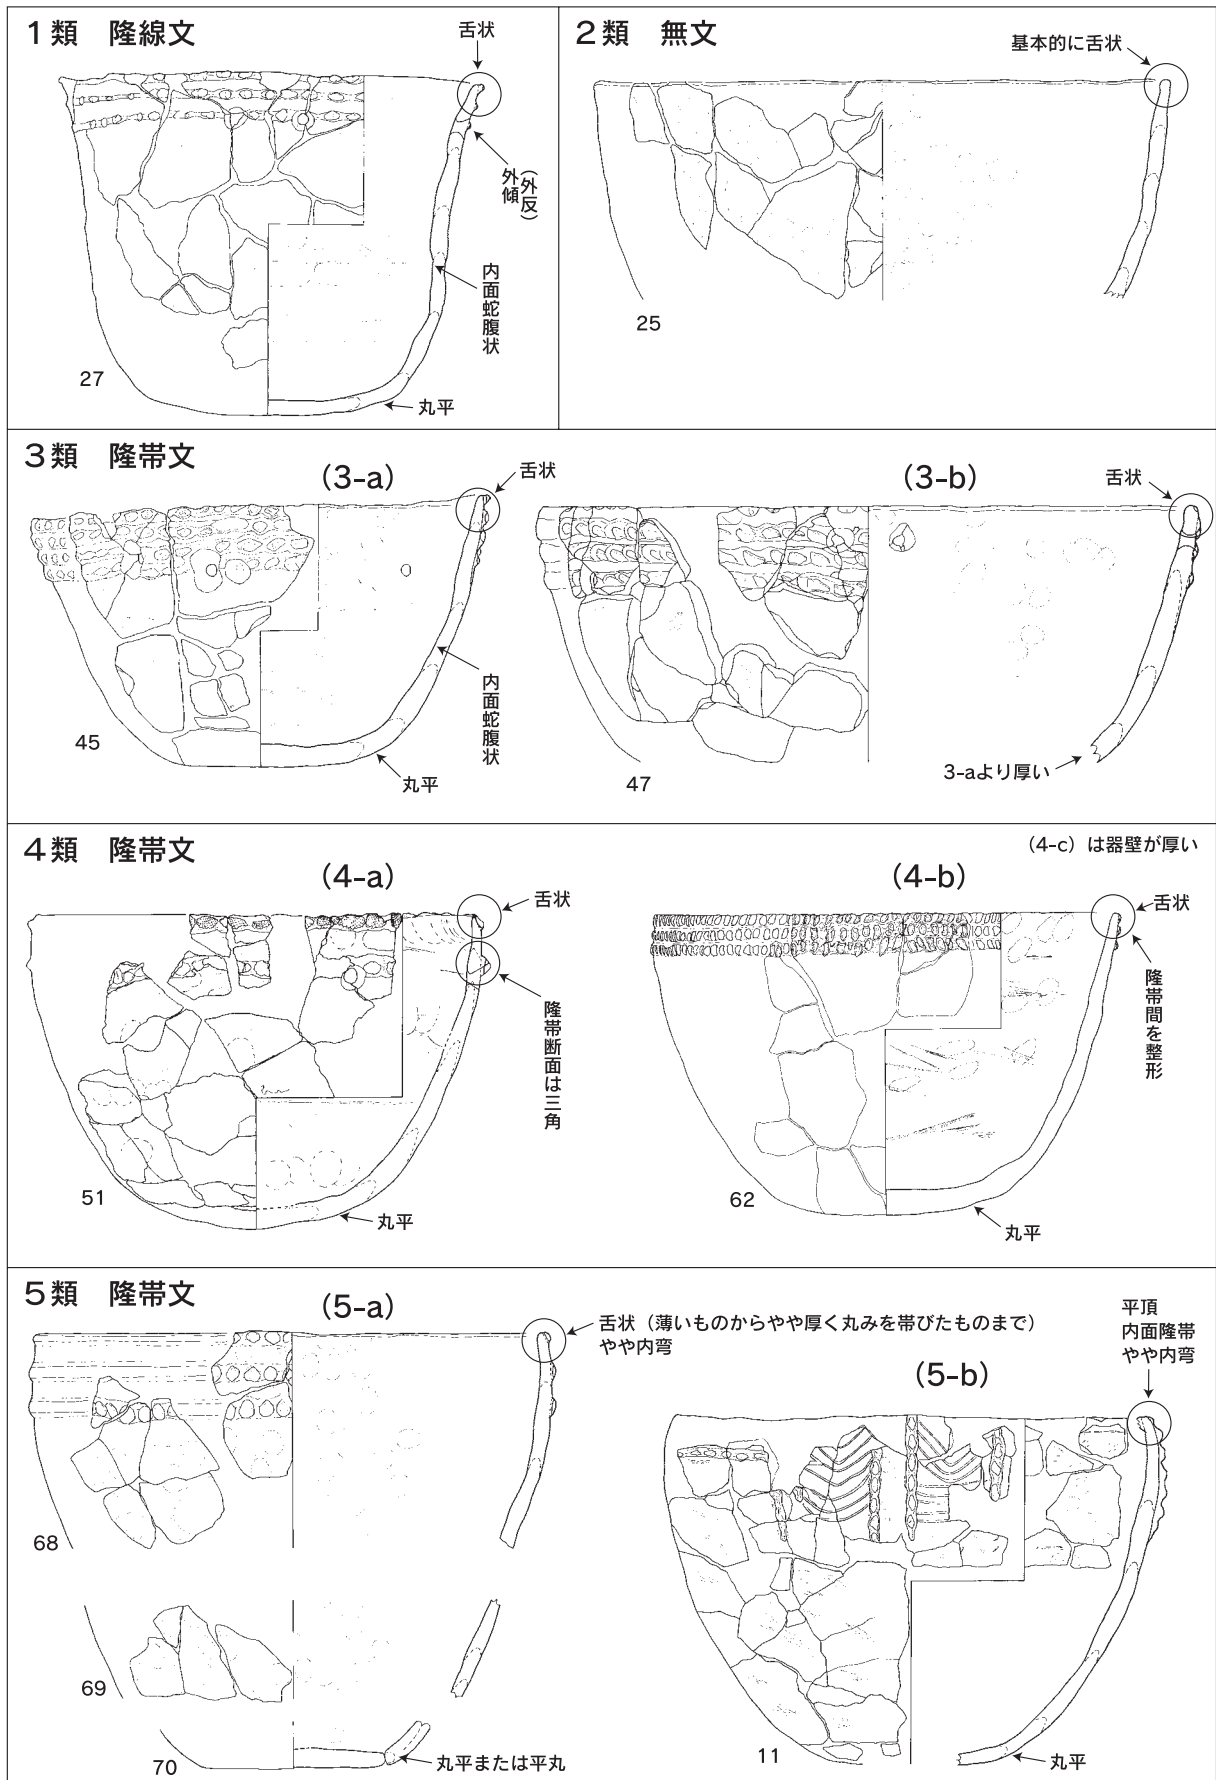 1類　隆線文
舌状
（外反）
外傾
内面蛇腹状
27
丸平
2類　無文
基本的に舌状
25
3類　隆帯文
(3-a)
舌状
内面蛇腹状
45
丸平
(3-b)
舌状
47
3-aより厚い
4類　隆帯文
(4-c) は器壁が厚い
(4-a)
舌状
隆帯断面は三角
51
丸平
(4-b)
舌状
隆帯間を整形
62
丸平
5類　隆帯文
(5-a)
舌状（薄いものからやや厚く丸みを帯びたものまで）
やや内弯
68
69
70
丸平または平丸
平頂
内面隆帯
やや内弯
(5-b)
11
丸平